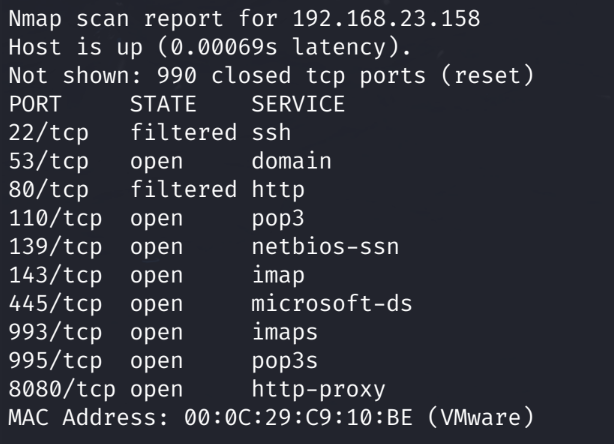 Nmap scan report for 192.168.23.158
Host is up (0.00069s latency).
Not shown: 990 closed tcp ports (reset)
PORT     STATE    SERVICE
22/tcp   filtered ssh
53/tcp   open     domain
80/tcp   filtered http
110/tcp  open     pop3
139/tcp  open     netbios-ssn
143/tcp  open     imap
445/tcp  open     microsoft-ds
993/tcp  open     imaps
995/tcp  open     pop3s
8080/tcp open     http-proxy
MAC Address: 00:0C:29:C9:10:BE (VMware)